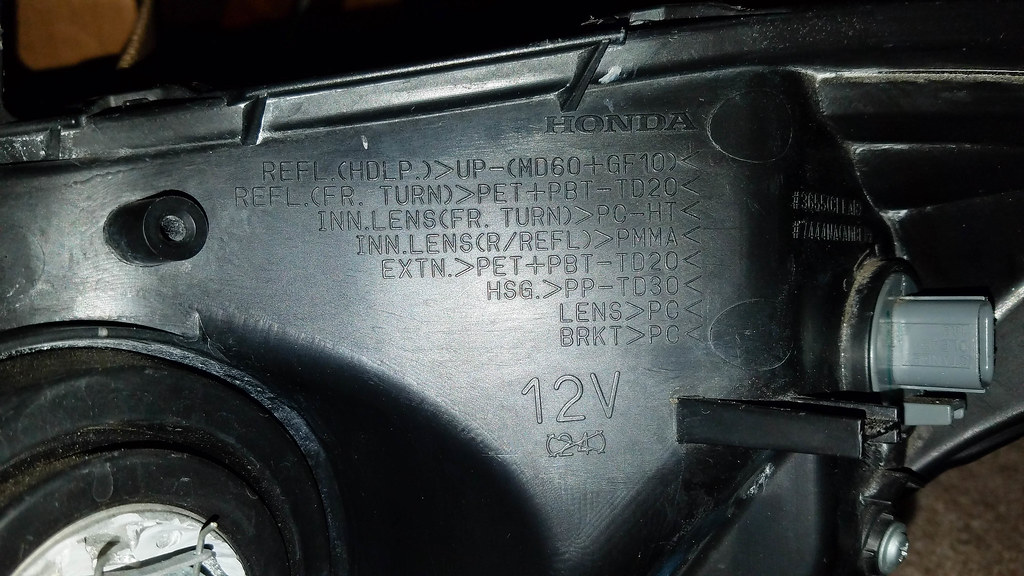 HONDA
REFL.(HDLP.)>UP-(MD60+GF10)<
REFL.(FR. TURN)>PET+PBT-TD20<
INN.LENS(FR. TURN)>PC-HT<
INN.LENS(R/REFL)>PMMA<
EXTN.>PET+PBT-TD20<
HSG.>PP-TD30<
LENS>PC<
BRKT>PC<
12V